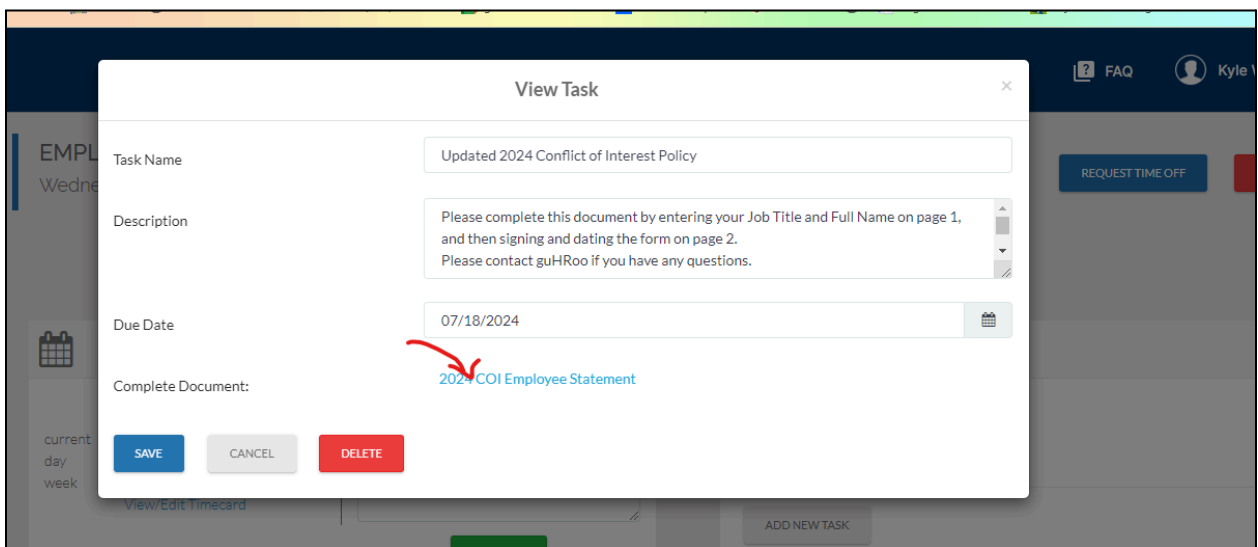 FAQ
Kyle
View Task
×
EMPL
Wedne
REQUEST TIME OFF
Task Name
Updated 2024 Conflict of Interest Policy
Description
Please complete this document by entering your Job Title and Full Name on page 1,
and then signing and dating the form on page 2.
Please contact guHRoo if you have any questions.
Due Date
07/18/2024
Complete Document:
2024 COI Employee Statement
current
day
week
SAVE
CANCEL
DELETE
View/Edit Timecard
ADD NEW TASK